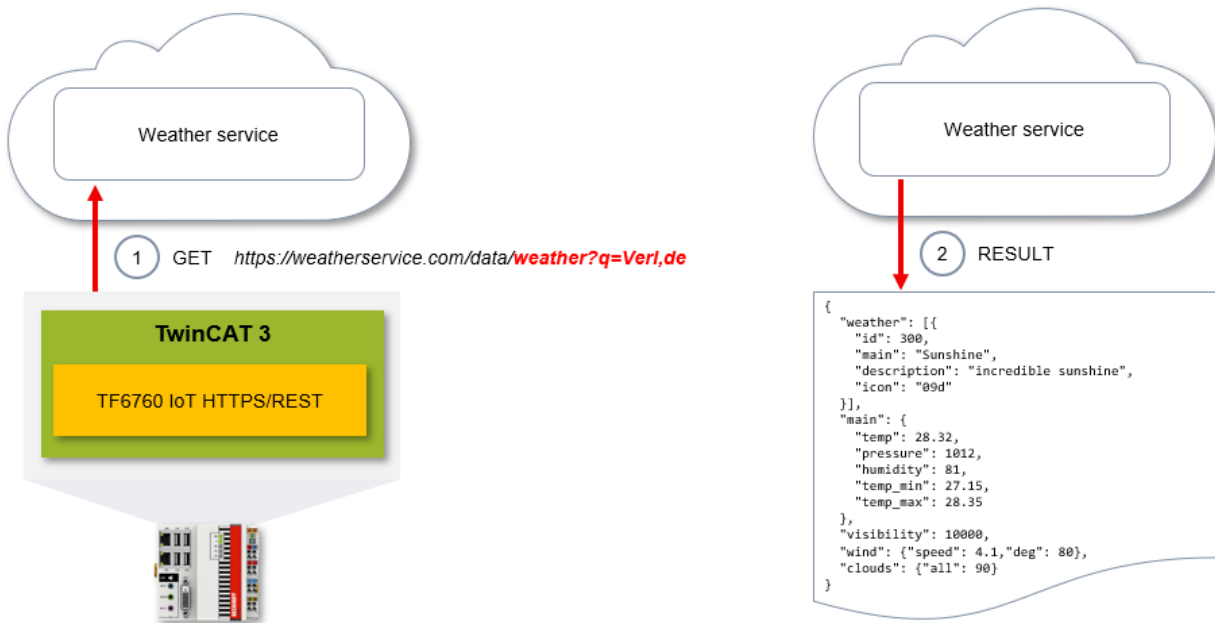 Weather service
1 GET https://weatherservice.com/data/weather?q=Verl,de
TwinCAT 3
TF6760 IoT HTTPS/REST
Weather service
2 RESULT
{
"weather": [{
"id": 300,
"main": "Sunshine",
"description": "incredible sunshine",
"icon": "09d"
}],
"main": {
"temp": 28.32,
"pressure": 1012,
"humidity": 81,
"temp_min": 27.15,
"temp_max": 28.35
},
"visibility": 10000,
"wind": {"speed": 4.1,"deg": 80},
"clouds": {"all": 90}
}